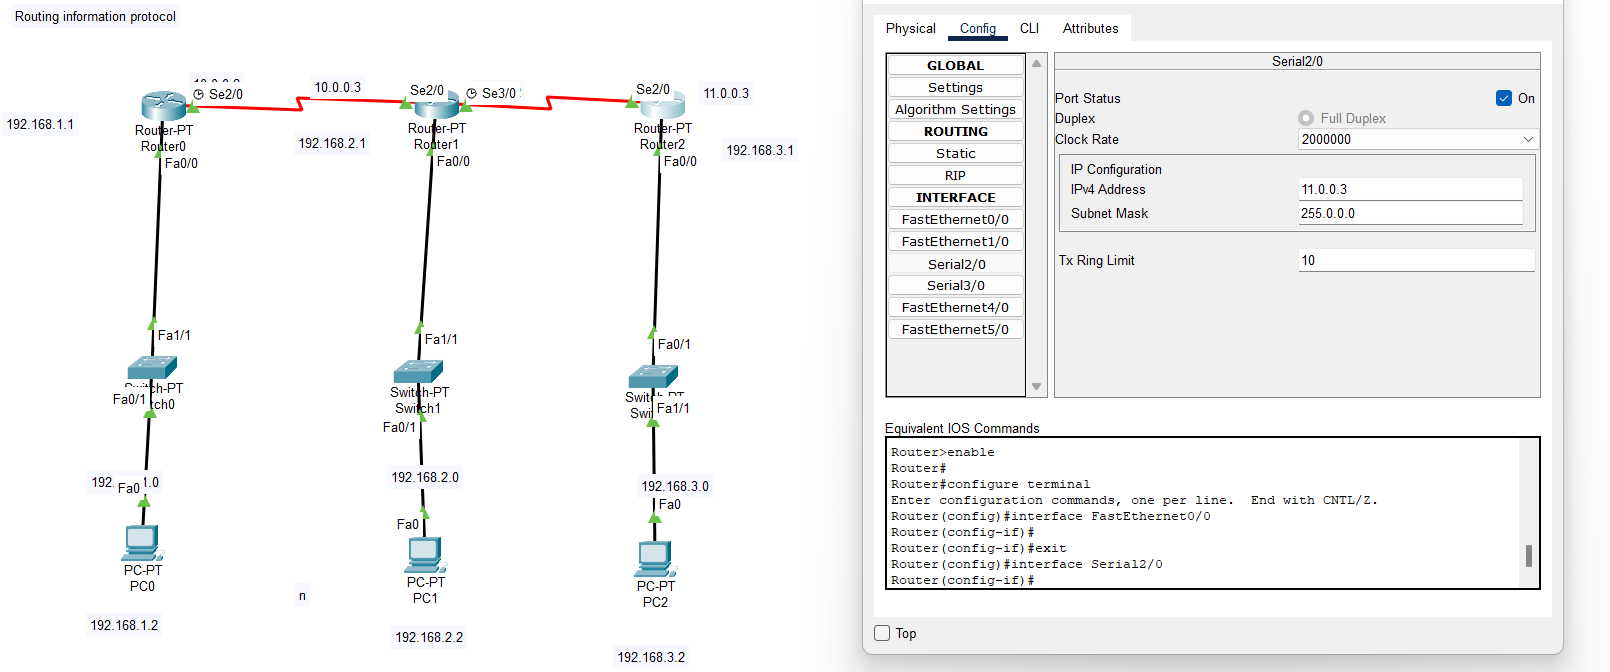 Routing information protocol
Se2/0
10.0.0.3
Se2/0
Se3/0
Se2/0
11.0.0.3
192.168.1.1
Router-PT
Router0
Fa0/0
192.168.2.1
Router-PT
Router1
Fa0/0
Router-PT
Router2
Fa0/0
192.168.3.1
Fa1/1
Fa1/1
Fa0/1
Fa0/1
Switch-PT
Switch1
Fa0/1
Fa1/1
Fa0
192.168.2.0
192.168.3.0
Fa0
Fa0
PC-PT
PC0
PC-PT
PC1
PC-PT
PC2
n
192.168.1.2
192.168.2.2
192.168.3.2
Physical Config CLI Attributes
GLOBAL
Settings
Algorithm Settings
ROUTING
Static
RIP
INTERFACE
FastEthernet0/0
FastEthernet1/0
Serial2/0
Serial3/0
FastEthernet4/0
FastEthernet5/0
Serial2/0
Port Status On
Duplex Full Duplex
Clock Rate 2000000
IP Configuration
IPv4 Address 11.0.0.3
Subnet Mask 255.0.0.0
Tx Ring Limit 10
Equivalent IOS Commands
Router>enable
Router#
Router#configure terminal
Enter configuration commands, one per line. End with CNTL/Z.
Router(config)#interface FastEthernet0/0
Router(config-if)#
Router(config-if)#exit
Router(config)#interface Serial2/0
Router(config-if)#
Top